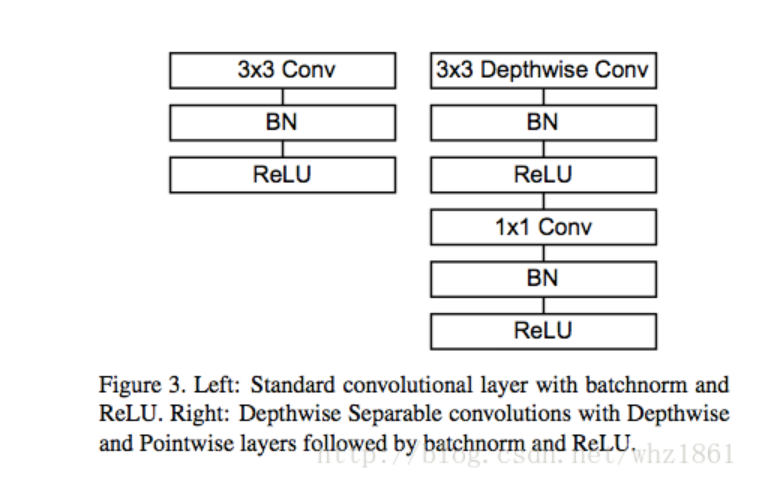 3x3 Conv
BN
ReLU
3x3 Depthwise Conv
BN
ReLU
1x1 Conv
BN
ReLU
Figure 3. Left: Standard convolutional layer with batchnorm and
ReLU. Right: Depthwise Separable convolutions with Depthwise
and Pointwise layers followed by batchnorm and ReLU.
http://blog.csdn.net/whz1861